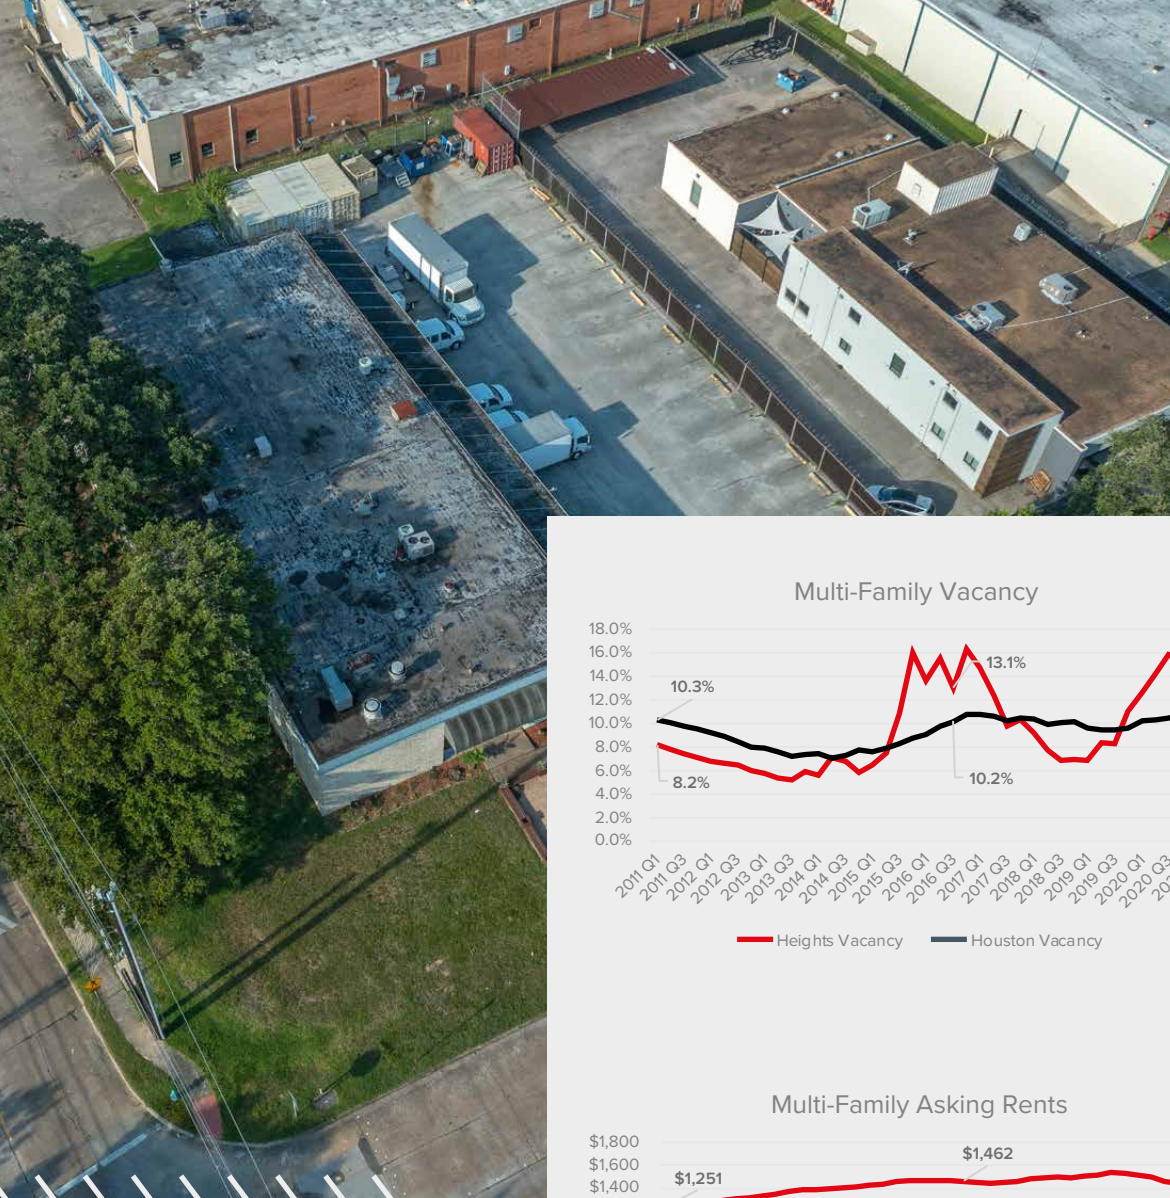 Multi-Family Vacancy
18.0%
16.0%
14.0%
12.0%
10.0%
8.0%
6.0%
4.0%
2.0%
0.0%
10.3%
8.2%
13.1%
10.2%
2011 Q1
2011 Q3
2012 Q1
2012 Q3
2013 Q1
2013 Q3
2014 Q1
2014 Q3
2015 Q1
2015 Q3
2016 Q1
2016 Q3
2017 Q1
2017 Q3
2018 Q1
2018 Q3
2019 Q1
2019 Q3
2020 Q1
2020 Q3
Heights Vacancy
Houston Vacancy
Multi-Family Asking Rents
$1,800
$1,600
$1,400
$1,251
$1,462